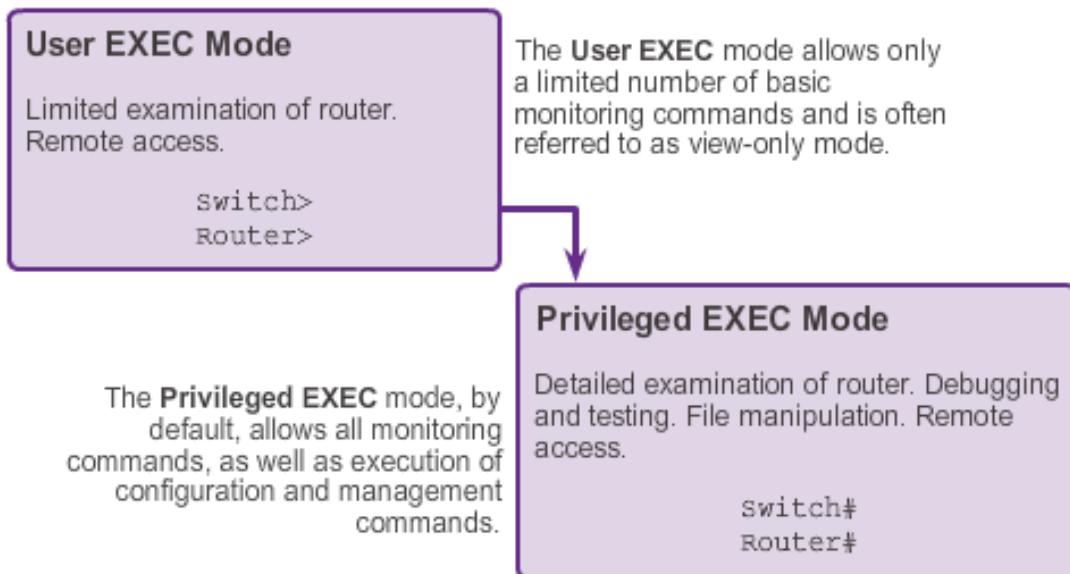 User EXEC Mode
Limited examination of router.
Remote access.
Switch>
Router>
The User EXEC mode allows only
a limited number of basic
monitoring commands and is often
referred to as view-only mode.
Privileged EXEC Mode
Detailed examination of router. Debugging
and testing. File manipulation. Remote
access.
Switch#
Router#
The Privileged EXEC mode, by
default, allows all monitoring
commands, as well as execution of
configuration and management
commands.